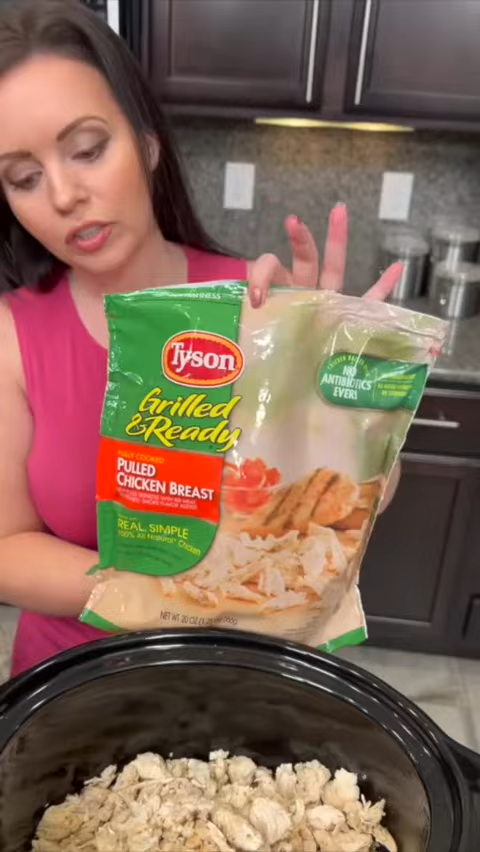 Tyson
Grilled
&Ready
FULLY COOKED
PULLED
CHICKEN BREAST
REAL, SIMPLE
100% All Natural* Chicken
NO
ANTIBIOTICS
EVER!
NET WT 20 OZ